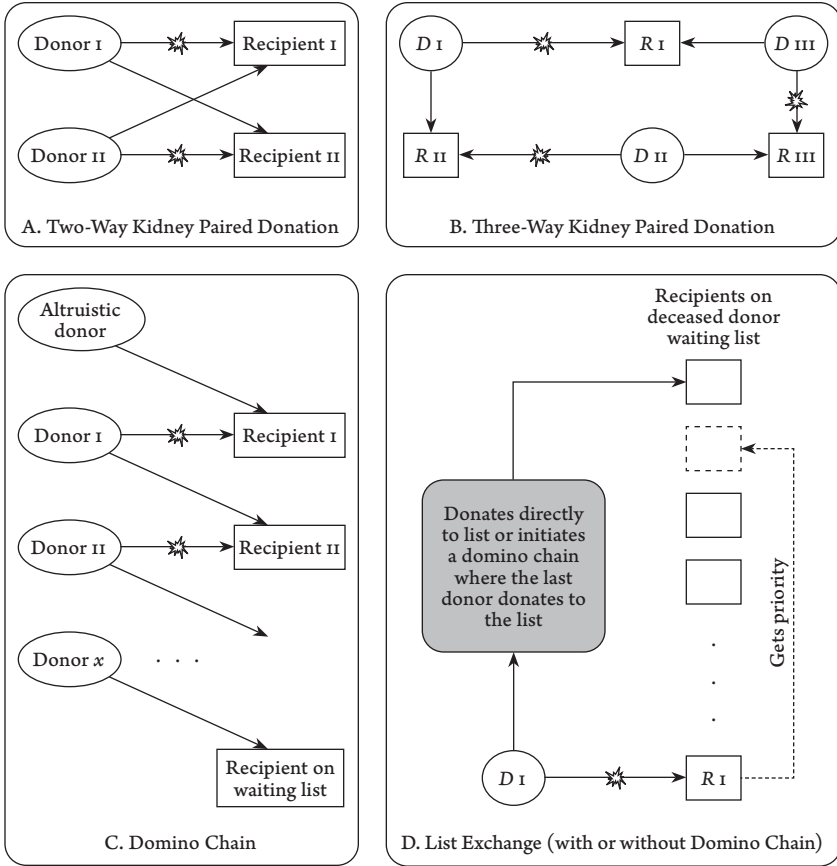 Donor I
Recipient I
Donor II
Recipient II
A. Two-Way Kidney Paired Donation
D I
R I
D III
R II
D II
R III
B. Three-Way Kidney Paired Donation
Altruistic
donor
Donor I
Recipient I
Donor II
Recipient II
Donor x
. . .
Recipient on
waiting list
C. Domino Chain
Recipients on
deceased donor
waiting list
Donates directly
to list or initiates
a domino chain
where the last
donor donates to
the list
Gets priority
.
.
.
D I
R I
D. List Exchange (with or without Domino Chain)